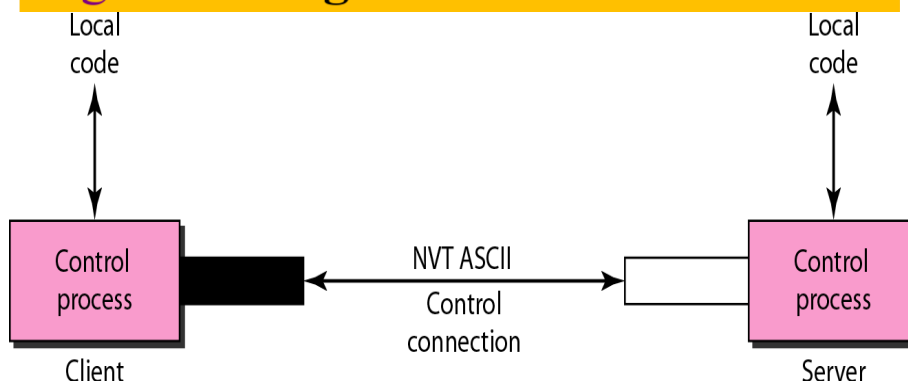 Local
code
Local
code
Control
process
NVT ASCII
Control
connection
Control
process
Client
Server